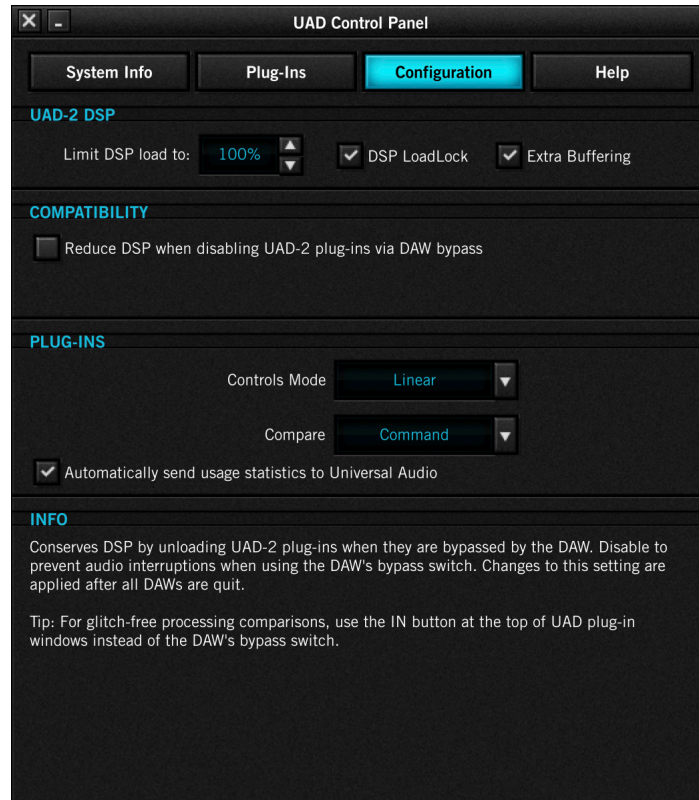 UAD Control Panel
System Info Plug-Ins Configuration Help
UAD-2 DSP
Limit DSP load to: 100% DSP LoadLock Extra Buffering
COMPATIBILITY
Reduce DSP when disabling UAD-2 plug-ins via DAW bypass
PLUG-INS
Controls Mode Linear
Compare Command
Automatically send usage statistics to Universal Audio
INFO
Conserves DSP by unloading UAD-2 plug-ins when they are bypassed by the DAW. Disable to
prevent audio interruptions when using the DAW's bypass switch. Changes to this setting are
applied after all DAWs are quit.
Tip: For glitch-free processing comparisons, use the IN button at the top of UAD plug-in
windows instead of the DAW's bypass switch.